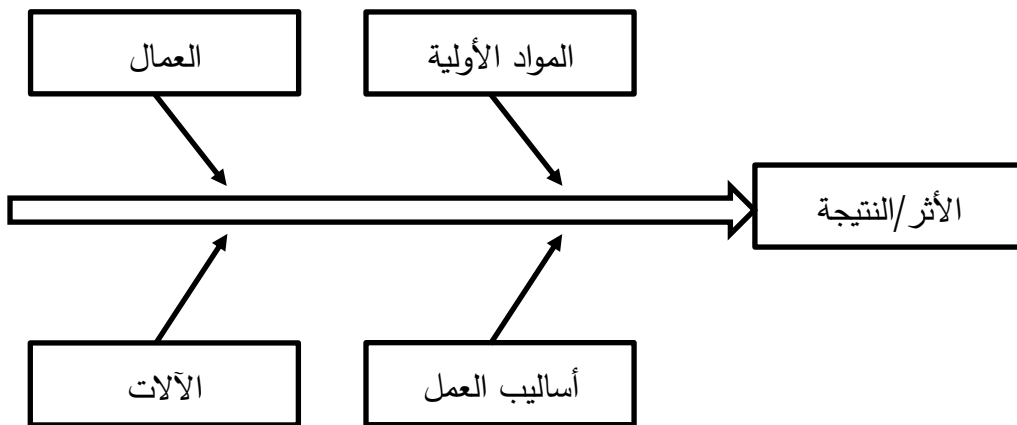 المواد الأولية
العمال
الأثر/النتيجة
أساليب العمل
الآلات